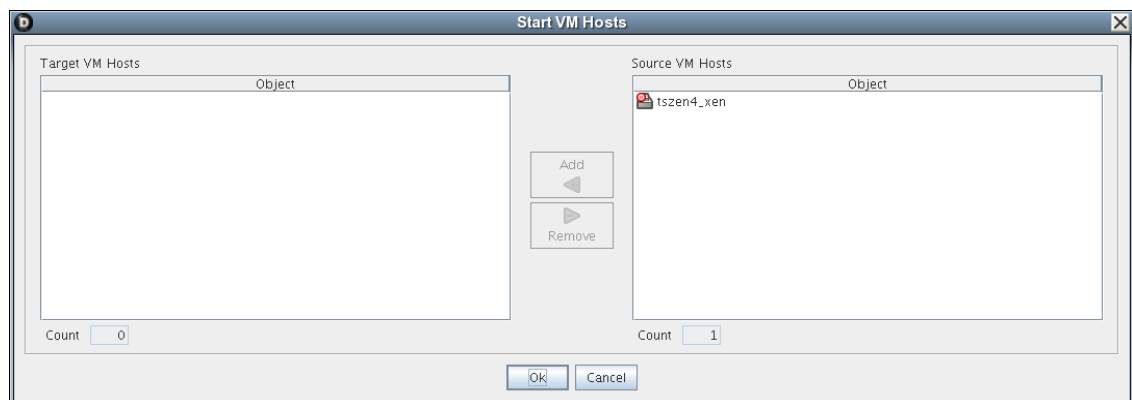 Start VM Hosts
Target VM Hosts
Object
Count 0
Add
Remove
Source VM Hosts
Object
tszen4_xen
Count 1
Ok Cancel